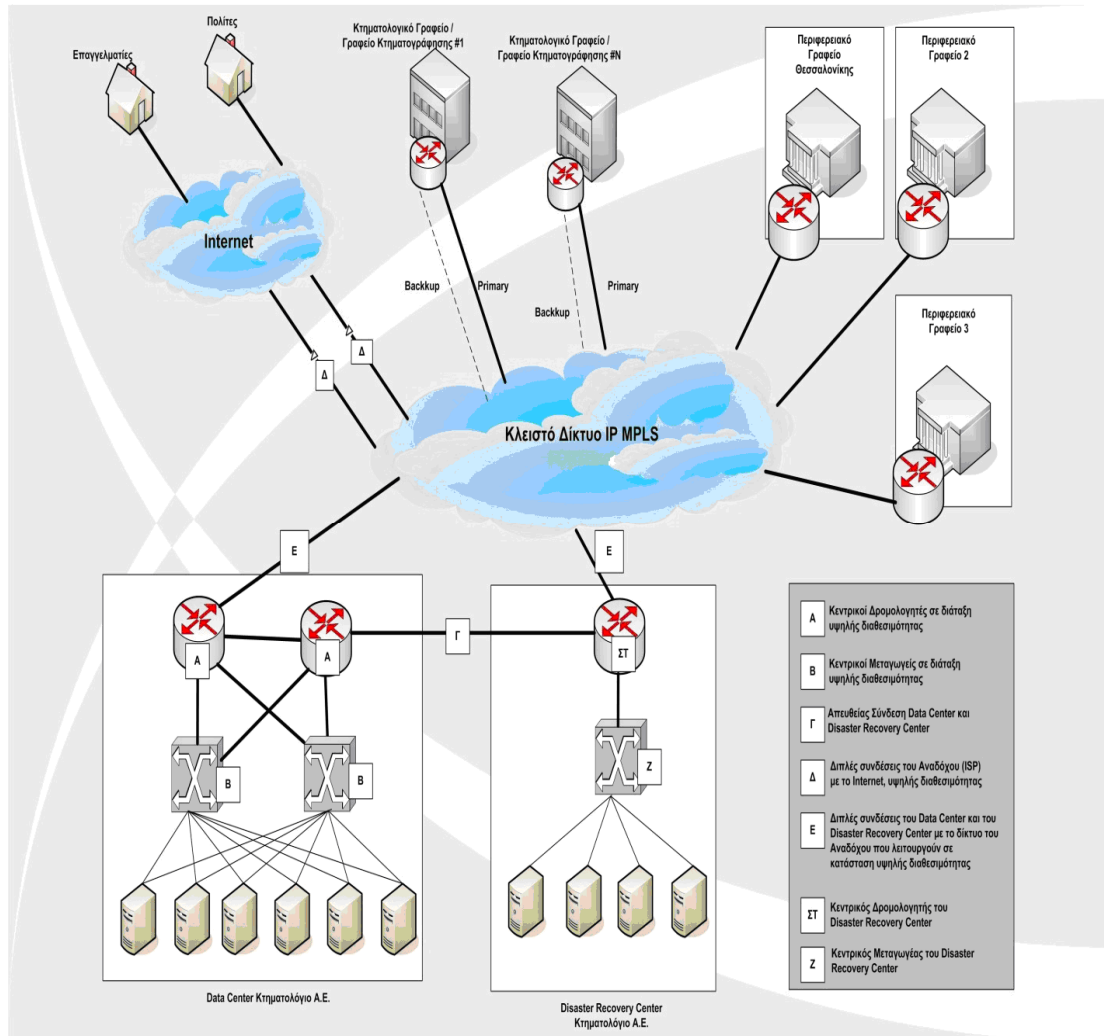 Πολίτες
Επαγγελματίες
Κτηματολογικό Γραφείο /
Γραφείο Κτηματογράφησης #1
Κτηματολογικό Γραφείο /
Γραφείο Κτηματογράφησης #N
Περιφερειακό
Γραφείο
Θεσσαλονίκης
Περιφερειακό
Γραφείο 2
Internet
Backkup
Primary
Backkup
Primary
Περιφερειακό
Γραφείο 3
Δ
Δ
Κλειστό Δίκτυο IP MPLS
Ε
Ε
Α
Α
Γ
ΣΤ
Β
Β
Ζ
Data Center Κτηματολόγιο Α.Ε.
Disaster Recovery Center
Κτηματολόγιο Α.Ε.
Α
Κεντρικοί Δρομολογητές σε διάταξη
υψηλής διαθεσιμότητας
Β
Κεντρικοί Μεταγωγείς σε διάταξη
υψηλής διαθεσιμότητας
Γ
Απευθείας Σύνδεση Data Center και
Disaster Recovery Center
Δ
Διπλές συνδέσεις του Αναδόχου (ISP)
με το Internet, υψηλής διαθεσιμότητας
Ε
Διπλές συνδέσεις του Data Center και του
Disaster Recovery Center με το δίκτυο του
Αναδόχου που λειτουργούν σε
κατάσταση υψηλής διαθεσιμότητας
ΣΤ
Κεντρικός Δρομολογητής του
Disaster Recovery Center
Ζ
Κεντρικός Μεταγωγέας του Disaster
Recovery Center